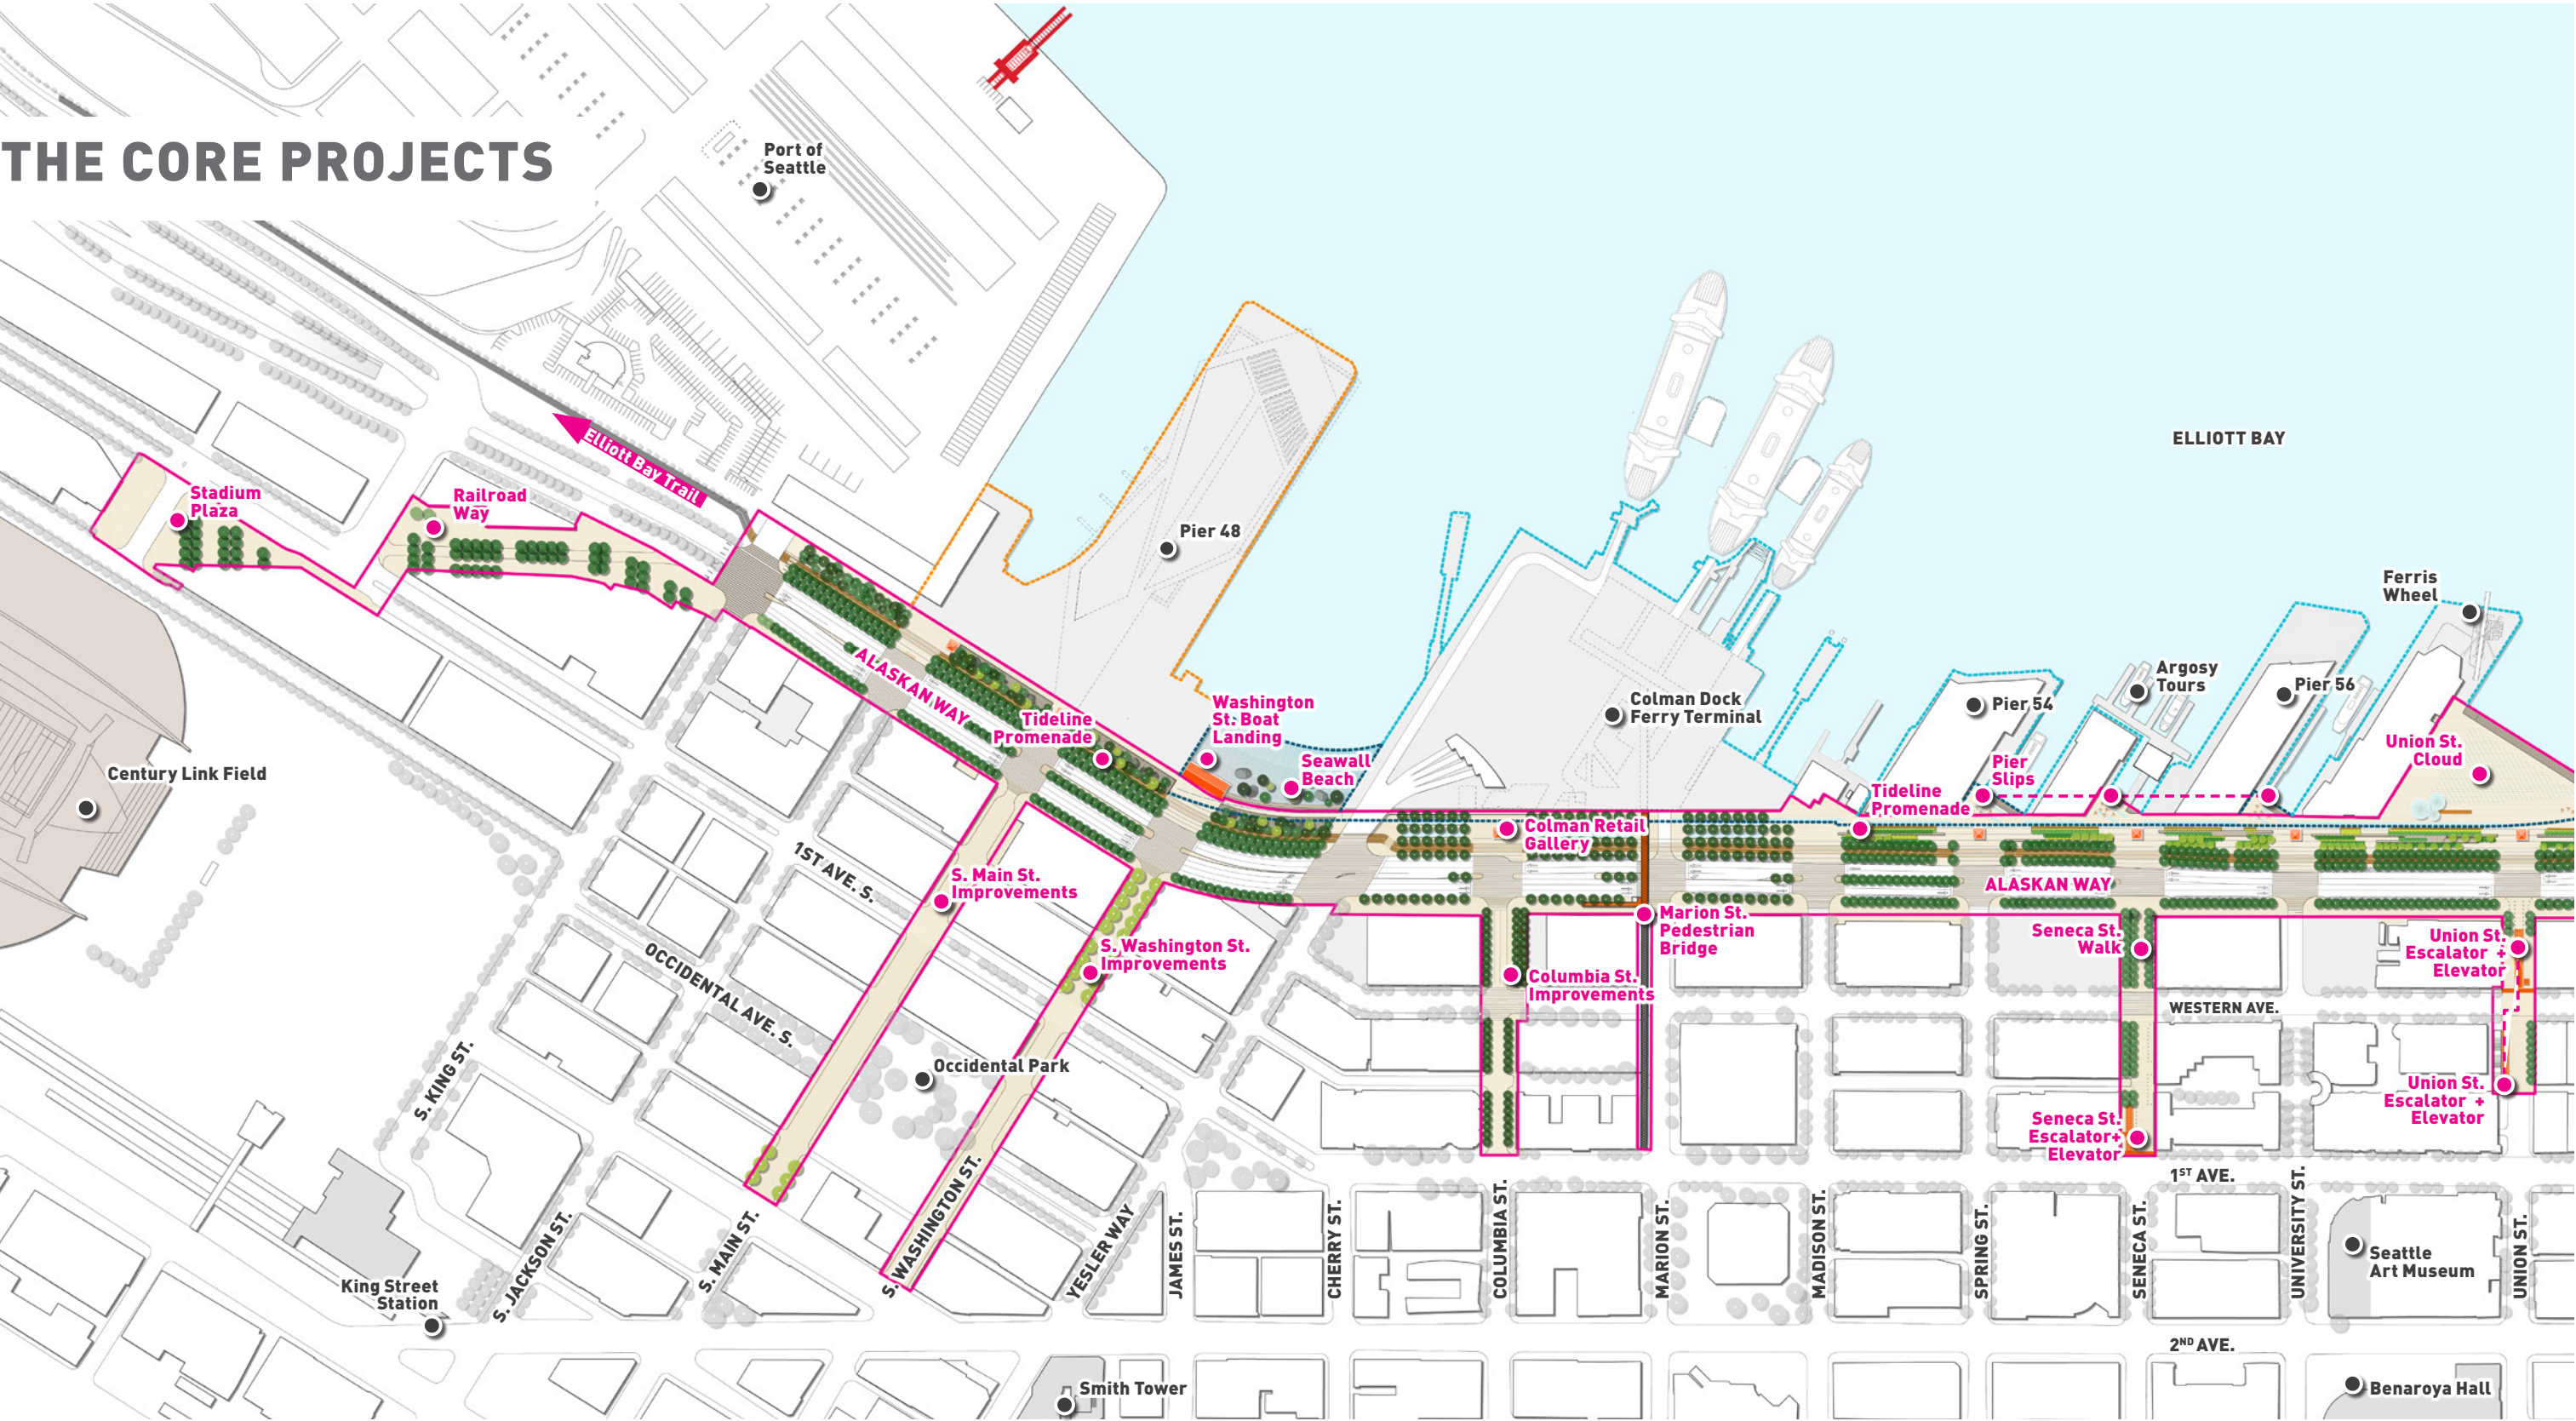 THE CORE PROJECTS
Port of
Seattle
Elliott Bay Trail
Stadium
Plaza
Railroad
Way
Pier 48
ELLIOTT BAY
Ferris
Wheel
Argosy
Tours
Pier 54
Pier 56
Colman Dock
Ferry Terminal
Washington
St. Boat
Landing
Seawall
Beach
ALASKAN WAY
Tideline
Promenade
Century Link Field
Union St.
Cloud
Pier
Slips
Tideline
Promenade
Colman Retail
Gallery
ALASKAN WAY
1ST AVE. S.
S. Main St.
Improvements
S. Washington St.
Improvements
Marion St.
Pedestrian
Bridge
Columbia St.
Improvements
Seneca St.
Walk
Union St.
Escalator +
Elevator
WESTERN AVE.
OCCIDENTAL AVE. S.
Occidental Park
Union St.
Escalator +
Elevator
Seneca St.
Escalator+
Elevator
1ST AVE.
S. KING ST.
S. JACKSON ST.
S. MAIN ST.
S. WASHINGTON ST.
YESLER WAY
JAMES ST.
CHERRY ST.
COLUMBIA ST.
MARION ST.
MADISON ST.
SPRING ST.
SENECA ST.
UNIVERSITY ST.
UNION ST.
Seattle
Art Museum
King Street
Station
2ND AVE.
Smith Tower
Benaroya Hall